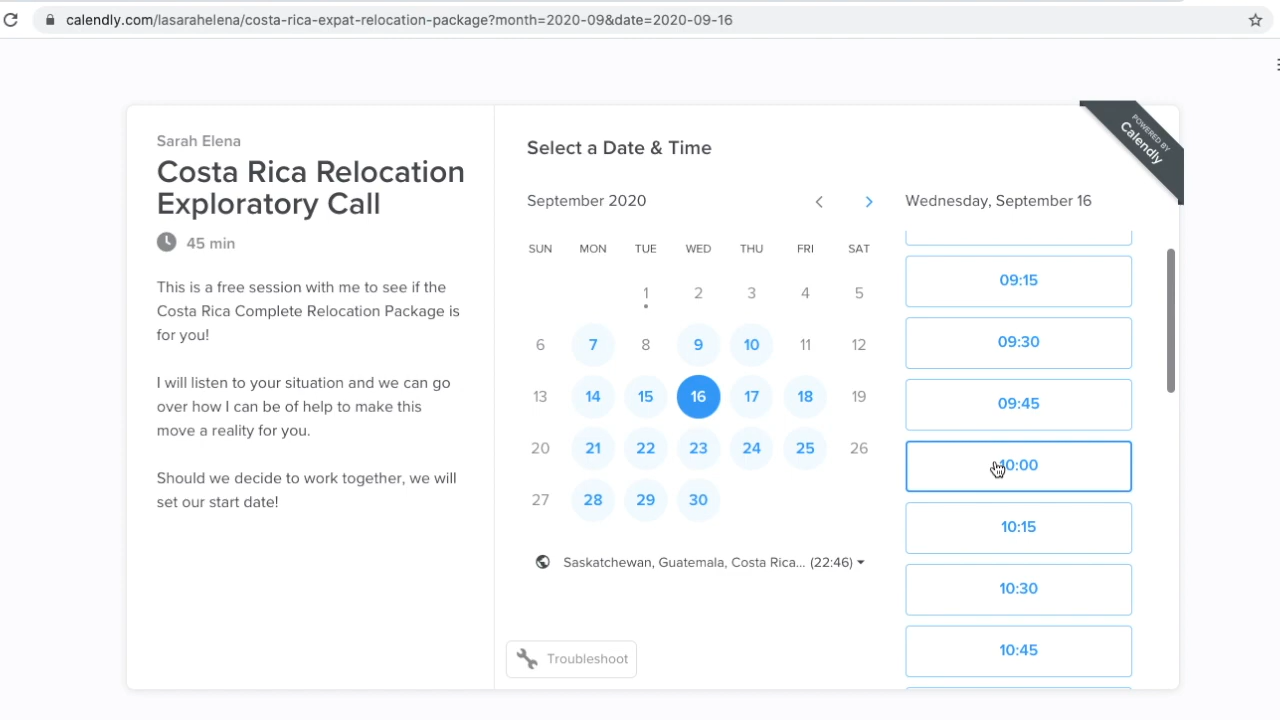 calendly.com/lasarahelena/costa-rica-expat-relocation-package?month=2020-09&date=2020-09-16
POWERED BY
Calendly
Sarah Elena
Costa Rica Relocation
Exploratory Call
45 min
This is a free session with me to see if the
Costa Rica Complete Relocation Package is
for you!
I will listen to your situation and we can go
over how I can be of help to make this
move a reality for you.
Should we decide to work together, we will
set our start date!
Select a Date & Time
September 2020
SUN MON TUE WED THU FRI SAT
1 2 3 4 5
6 7 8 9 10 11 12
13 14 15 16 17 18 19
20 21 22 23 24 25 26
27 28 29 30
Saskatchewan, Guatemala, Costa Rica... (22:46)
Troubleshoot
Wednesday, September 16
09:15
09:30
09:45
10:00
10:15
10:30
10:45